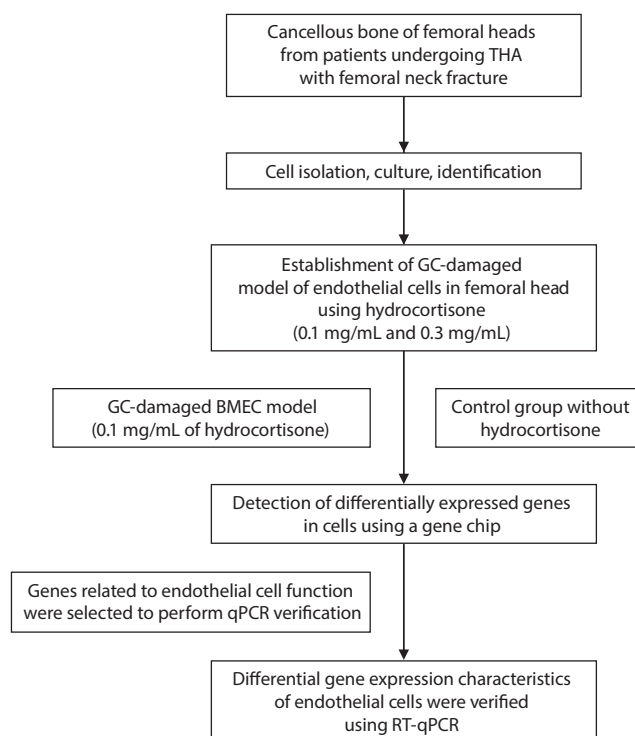 Cancellous bone of femoral heads
from patients undergoing THA
with femoral neck fracture
Cell isolation, culture, identification
Establishment of GC-damaged
model of endothelial cells in femoral head
using hydrocortisone
(0.1 mg/mL and 0.3 mg/mL)
GC-damaged BMEC model
(0.1 mg/mL of hydrocortisone)
Control group without
hydrocortisone
Detection of differentially expressed genes
in cells using a gene chip
Genes related to endothelial cell function
were selected to perform qPCR verification
Differential gene expression characteristics
of endothelial cells were verified
using RT-qPCR